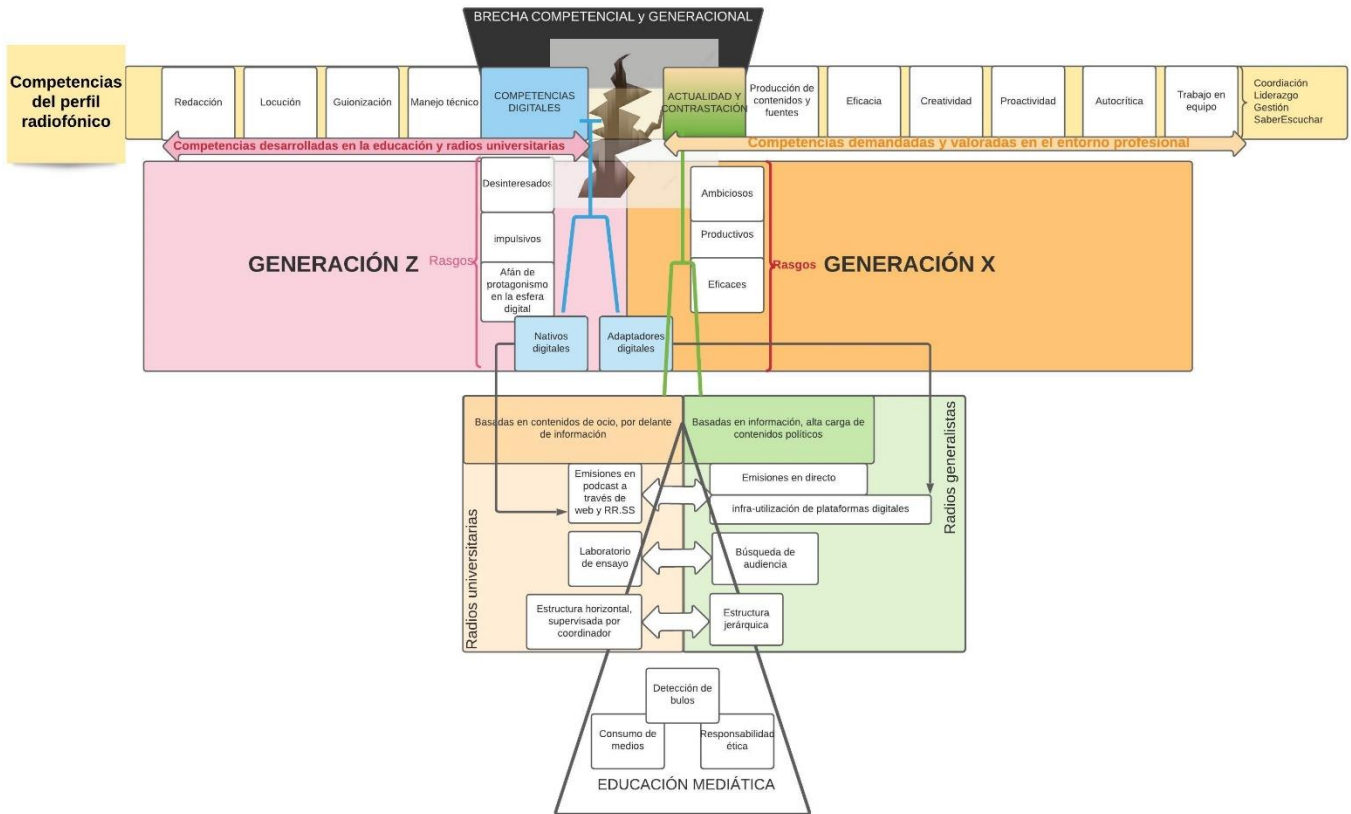 BRECHA COMPETENCIAL y GENERACIONAL
Competencias
del perfil
radiofónico
Redacción
Locución
Guionización
Manejo técnico
COMPETENCIAS
DIGITALES
ACTUALIDAD Y
CONTRASTACIÓN
Producción de
contenidos y
fuentes
Eficacia
Creatividad
Proactividad
Autocrítica
Trabajo en
equipo
Coordiación
Liderazgo
Gestión
SaberEscuchar
Competencias desarrolladas en la educación y radios universitarias
Competencias demandadas y valoradas en el entorno profesional
GENERACIÓN Z
Rasgos
Desinteresados
impulsivos
Afán de
protagonismo
en la esfera
digital
Nativos
digitales
Adaptadores
digitales
Ambiciosos
Productivos
Eficaces
Rasgos
GENERACIÓN X
Radios universitarias
Basadas en contenidos de ocio, por delante
de información
Basadas en información, alta carga de
contenidos políticos
Radios generalistas
Emisiones en
podcast a
través de
web y RR.SS
Emisiones en directo
infra-utilización de plataformas digitales
Laboratorio
de ensayo
Búsqueda de
audiencia
Estructura horizontal,
supervisada por
coordinador
Estructura
jerárquica
Detección de
bulos
Consumo de
medios
Responsabilidad
ética
EDUCACIÓN MEDIÁTICA